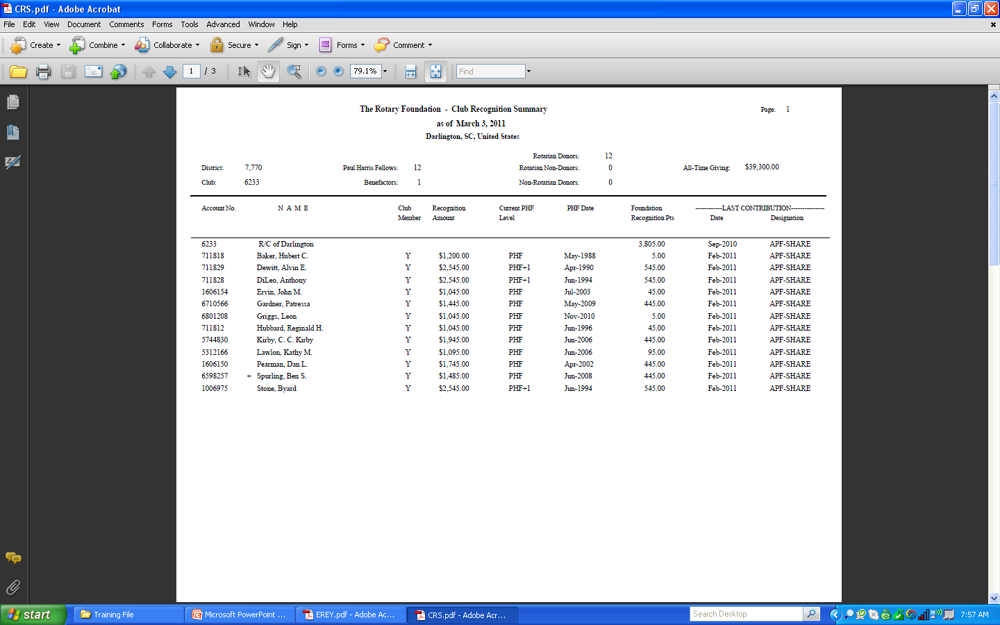 CRS.pdf - Adobe Acrobat
File Edit View Document Comments Forms Tools Advanced Window Help
Create Combine Collaborate Secure Sign Forms Comment
1 / 3 79.1% Find
The Rotary Foundation - Club Recognition Summary Page: 1
as of March 3, 2011
Darlington, SC, United States
Rotarian Donors: 12
District: 7,770 Paul Harris Fellows: 12 Rotarian Non-Donors: 0 All-Time Giving: $39,300.00
Club: 6233 Benefactors: 1 Non-Rotarian Donors: 0
Account No. N A M E Club Recognition Current PHF PHF Date Foundation ------------LAST CONTRIBUTION---------------
Member Amount Level Recognition Pts Date Designation
6233 R/C of Darlington 3,805.00 Sep-2010 APF-SHARE
711818 Baker, Hubert C. Y $1,200.00 PHF May-1988 5.00 Feb-2011 APF-SHARE
711829 Dewitt, Alvin E. Y $2,545.00 PHF+1 Apr-1990 545.00 Feb-2011 APF-SHARE
711828 DiLeo, Anthony Y $2,545.00 PHF+1 Jun-1994 545.00 Feb-2011 APF-SHARE
1606154 Ervin, John M. Y $1,045.00 PHF Jul-2003 45.00 Feb-2011 APF-SHARE
6710566 Gardner, Patressa Y $1,445.00 PHF May-2009 445.00 Feb-2011 APF-SHARE
6801208 Griggs, Leon Y $1,045.00 PHF Nov-2010 5.00 Feb-2011 APF-SHARE
711812 Hubbard, Reginald H. Y $1,045.00 PHF Jun-1996 45.00 Feb-2011 APF-SHARE
5744830 Kirby, C. C. Kirby Y $1,945.00 PHF Jun-2006 445.00 Feb-2011 APF-SHARE
5312166 Lawlon, Kathy M. Y $1,095.00 PHF Jun-2006 95.00 Feb-2011 APF-SHARE
1606150 Pearman, Dan L. Y $1,745.00 PHF Apr-2002 445.00 Feb-2011 APF-SHARE
6598257 + Spurling, Ben S. Y $1,485.00 PHF Jun-2008 445.00 Feb-2011 APF-SHARE
1006975 Stone, Byard Y $2,545.00 PHF+1 Jun-1994 545.00 Feb-2011 APF-SHARE
start Training File Microsoft PowerPoint ... EREY.pdf - Adobe Ac... CRS.pdf - Adobe Acr... Search Desktop 7:57 AM